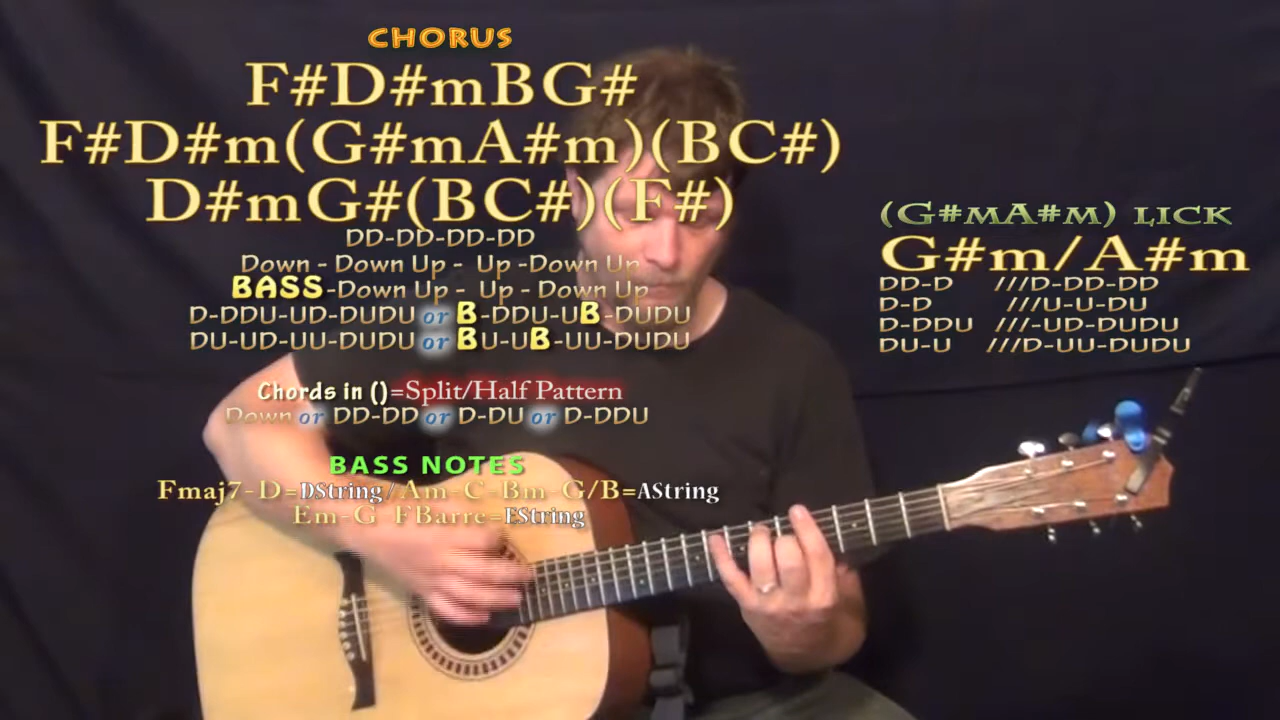 CHORUS
F#D#mBG#
F#D#m(G#mA#m)(BC#)
D#mG#(BC#)(F#)
DD-DD-DD-DD
Down - Down Up - Up -Down Up
BASS-Down Up - Up - Down Up
D-DDU-UD-DUDU or B-DDU-UB-DUDU
DU-UD-UU-DUDU or BU-UB-UU-DUDU
Chords in ()=Split/Half Pattern
Down or DD-DD or D-DU or D-DDU
BASS NOTES
Fmaj7-D=DString/Am-C-Bm-G/B=AString
Em-G-FBarre=EString
(G#mA#m) LICK
G#m/A#m
DD-D ///D-DD-DD
D-D ///U-U-DU
D-DDU ///-UD-DUDU
DU-U ///D-UU-DUDU